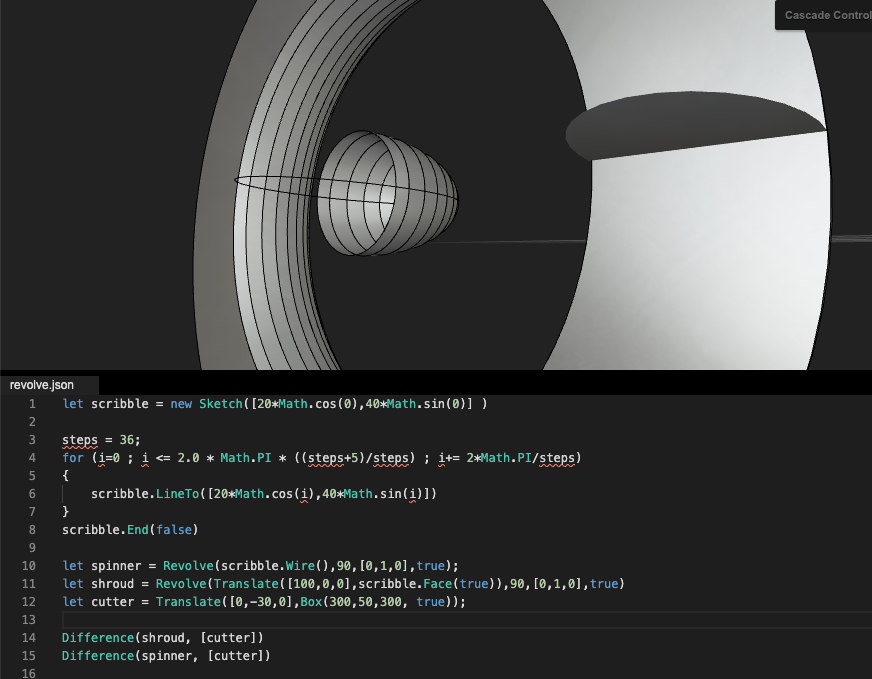 Cascade Control
revolve.json
1 let scribble = new Sketch([20*Math.cos(0),40*Math.sin(0)] )
2
3 steps = 36;
4 for (i=0 ; i <= 2.0 * Math.PI * ((steps+5)/steps) ; i+= 2*Math.PI/steps)
5 {
6     scribble.LineTo([20*Math.cos(i),40*Math.sin(i)])
7 }
8 scribble.End(false)
9
10 let spinner = Revolve(scribble.Wire(),90,[0,1,0],true);
11 let shroud = Revolve(Translate([100,0,0],scribble.Face(true)),90,[0,1,0],true)
12 let cutter = Translate([0,-30,0],Box(300,50,300, true));
13
14 Difference(shroud, [cutter])
15 Difference(spinner, [cutter])
16